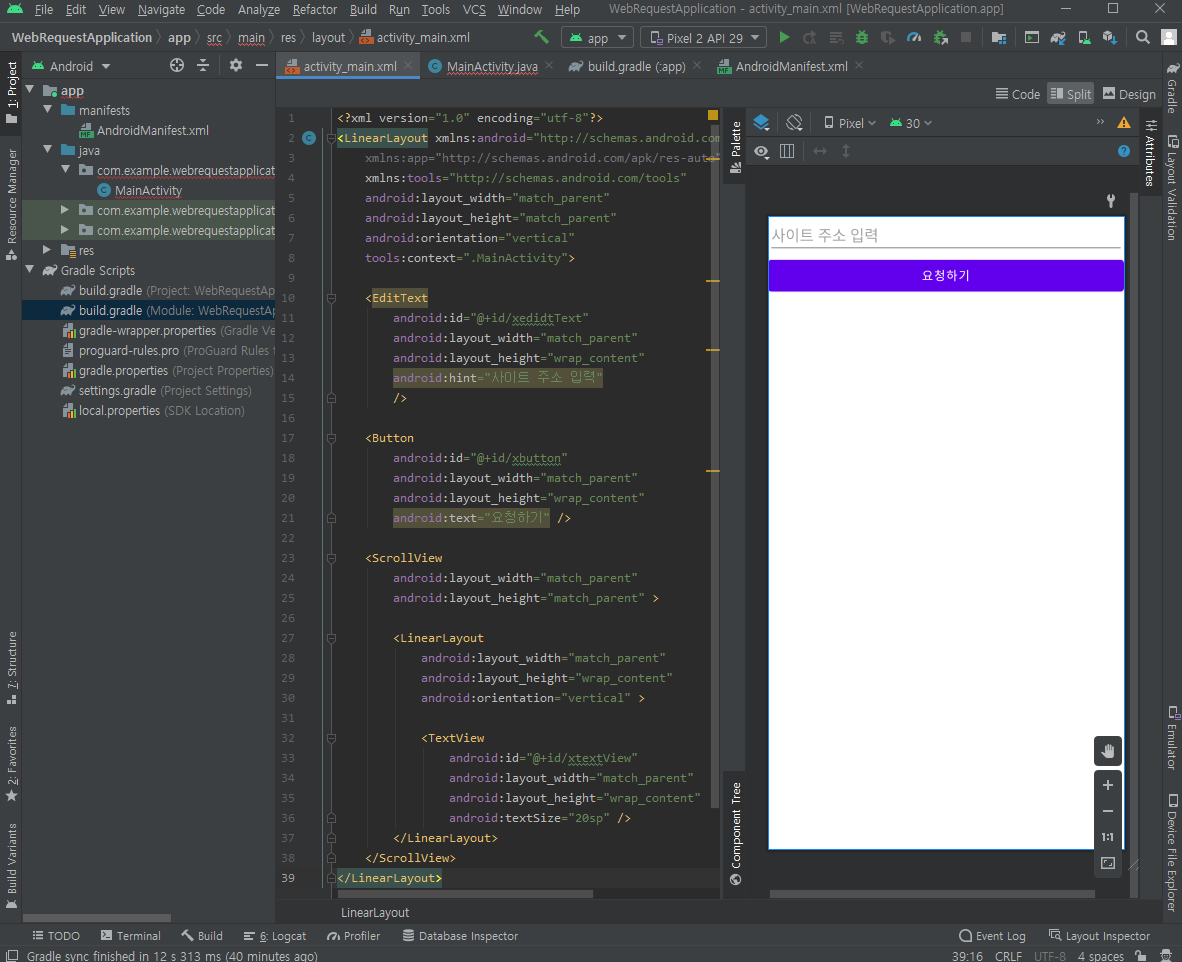 File Edit View Navigate Code Analyze Refactor Build Run Tools VCS Window Help WebRequestApplication - activity_main.xml [WebRequestApplication.app]
WebRequestApplication app src main res layout activity_main.xml app Pixel 2 API 29
Android activity_main.xml MainActivity.java build.gradle (:app) AndroidManifest.xml
Code Split Design
1: Project
Resource Manager
7: Structure
2: Favorites
Build Variants
app
manifests
AndroidManifest.xml
java
com.example.webrequestapplicat
MainActivity
com.example.webrequestapplicat
com.example.webrequestapplicat
res
Gradle Scripts
build.gradle (Project: WebRequestAp
build.gradle (Module: WebRequestAp
gradle-wrapper.properties (Gradle Ve
proguard-rules.pro (ProGuard Rules f
gradle.properties (Project Properties)
settings.gradle (Project Settings)
local.properties (SDK Location)
1 <?xml version="1.0" encoding="utf-8"?>
2 <LinearLayout xmlns:android="http://schemas.android.com
3 xmlns:app="http://schemas.android.com/apk/res-auto"
4 xmlns:tools="http://schemas.android.com/tools"
5 android:layout_width="match_parent"
6 android:layout_height="match_parent"
7 android:orientation="vertical"
8 tools:context=".MainActivity">
9
10 <EditText
11 android:id="@+id/xedidtText"
12 android:layout_width="match_parent"
13 android:layout_height="wrap_content"
14 android:hint="사이트 주소 입력"
15 />
16
17 <Button
18 android:id="@+id/xbutton"
19 android:layout_width="match_parent"
20 android:layout_height="wrap_content"
21 android:text="요청하기" />
22
23 <ScrollView
24 android:layout_width="match_parent"
25 android:layout_height="match_parent" >
26
27 <LinearLayout
28 android:layout_width="match_parent"
29 android:layout_height="wrap_content"
30 android:orientation="vertical" >
31
32 <TextView
33 android:id="@+id/xtextView"
34 android:layout_width="match_parent"
35 android:layout_height="wrap_content"
36 android:textSize="20sp" />
37 </LinearLayout>
38 </ScrollView>
39 </LinearLayout>
LinearLayout
Palette
Component Tree
Pixel 30
사이트 주소 입력
요청하기
1:1
Attributes
Gradle
Layout Validation
Emulator
Device File Explorer
TODO Terminal Build 6: Logcat Profiler Database Inspector Event Log Layout Inspector
Gradle sync finished in 12 s 313 ms (40 minutes ago) 39:16 CRLF UTF-8 4 spaces